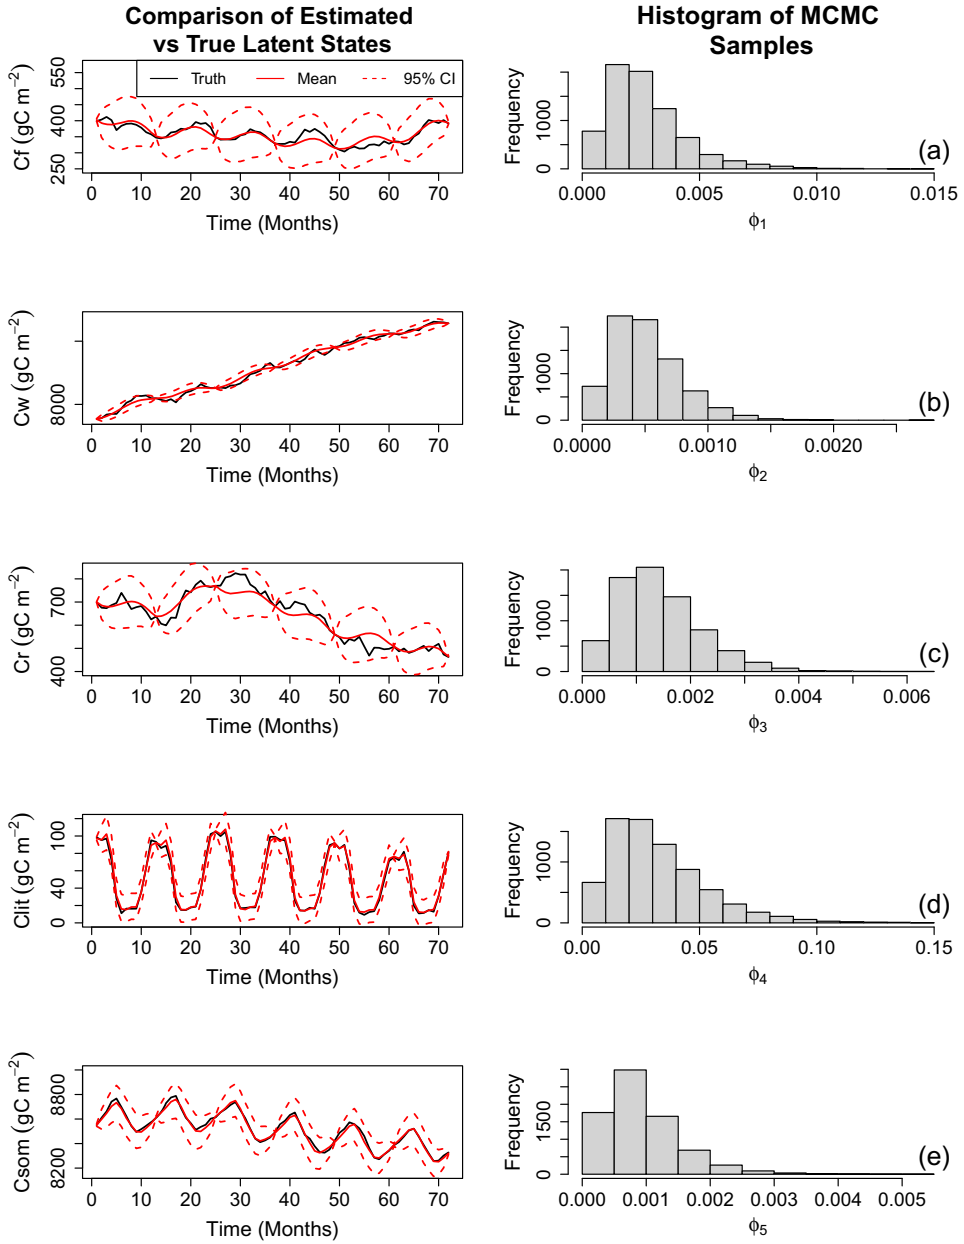 Comparison of Estimated
vs True Latent States
Histogram of MCMC
Samples
Truth Mean 95% CI
Cf (gC m−2)
250 400 550
0 10 20 30 40 50 60 70
Time (Months)
Frequency
0 1000
(a)
0.000 0.005 0.010 0.015
ϕ1
Cw (gC m−2)
8000
0 10 20 30 40 50 60 70
Time (Months)
Frequency
0 1000
(b)
0.0000 0.0010 0.0020
ϕ2
Cr (gC m−2)
400 700
0 10 20 30 40 50 60 70
Time (Months)
Frequency
0 1000
(c)
0.000 0.002 0.004 0.006
ϕ3
Clit (gC m−2)
0 40 100
0 10 20 30 40 50 60 70
Time (Months)
Frequency
0 1000
(d)
0.00 0.05 0.10 0.15
ϕ4
Csom (gC m−2)
8200 8800
0 10 20 30 40 50 60 70
Time (Months)
Frequency
0 1500
(e)
0.000 0.001 0.002 0.003 0.004 0.005
ϕ5